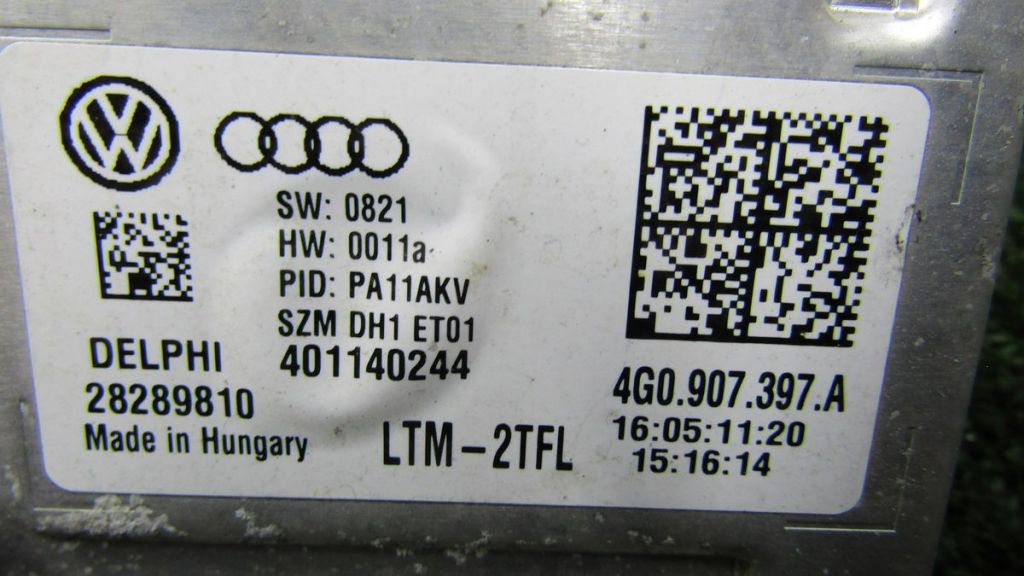 SW: 0821
HW: 0011a
PID: PA11AKV
SZM DH1 ET01
401140244
DELPHI
28289810
Made in Hungary
LTM-2TFL
4G0.907.397.A
16:05:11:20
15:16:14